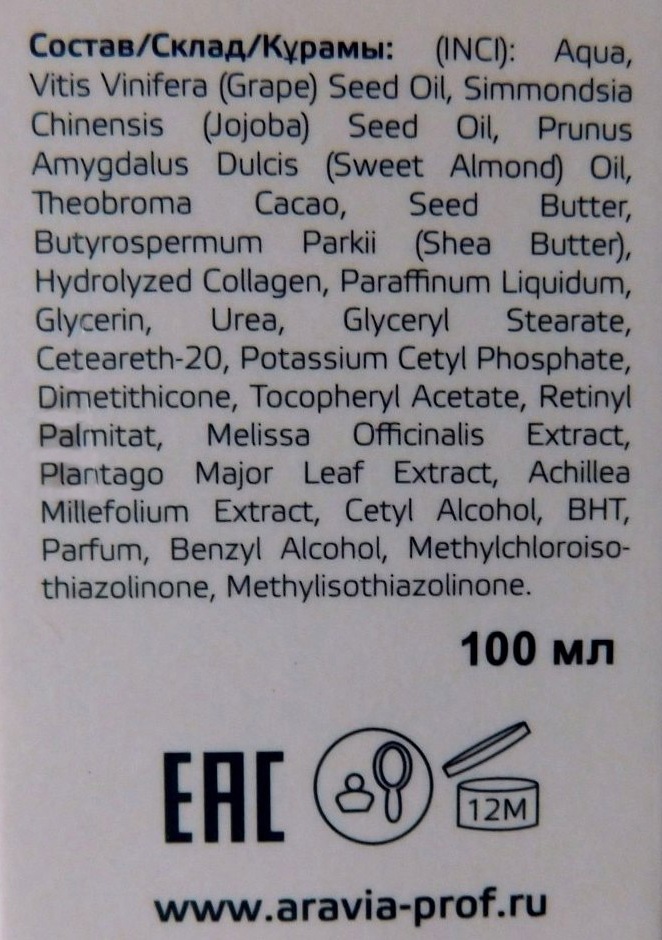 Состав/Склад/Құрамы: (INCI): Aqua,
Vitis Vinifera (Grape) Seed Oil, Simmondsia
Chinensis (Jojoba) Seed Oil, Prunus
Amygdalus Dulcis (Sweet Almond) Oil,
Theobroma Cacao, Seed Butter,
Butyrospermum Parkii (Shea Butter),
Hydrolyzed Collagen, Paraffinum Liquidum,
Glycerin, Urea, Glyceryl Stearate,
Ceteareth-20, Potassium Cetyl Phosphate,
Dimetithicone, Tocopheryl Acetate, Retinyl
Palmitat, Melissa Officinalis Extract,
Plantago Major Leaf Extract, Achillea
Millefolium Extract, Cetyl Alcohol, BHT,
Parfum, Benzyl Alcohol, Methylchloroiso-
thiazolinone, Methylisothiazolinone.
100 мл
EAC
12M
www.aravia-prof.ru